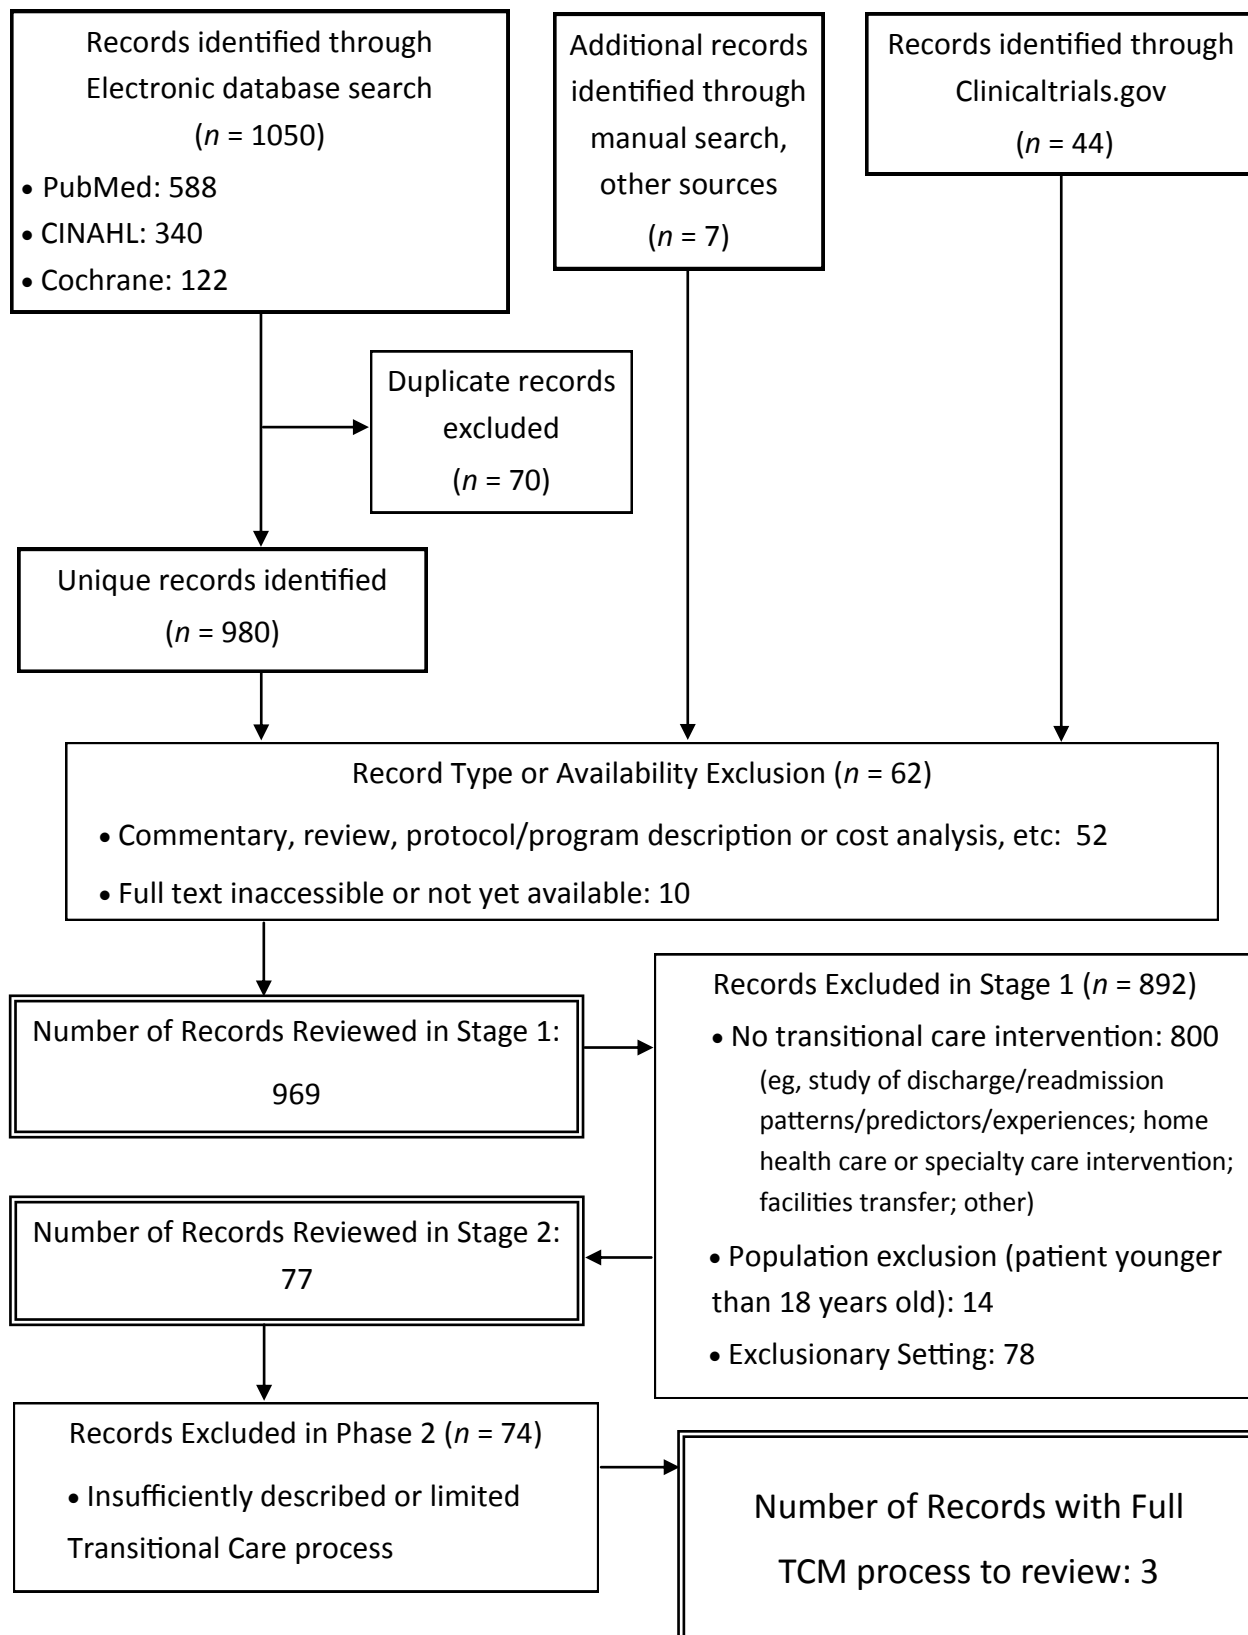 Records identified through
Electronic database search
(n = 1050)
• PubMed: 588
• CINAHL: 340
• Cochrane: 122
Additional records
identified through
manual search,
other sources
(n = 7)
Records identified through
Clinicaltrials.gov
(n = 44)
Duplicate records
excluded
(n = 70)
Unique records identified
(n = 980)
Record Type or Availability Exclusion (n = 62)
• Commentary, review, protocol/program description or cost analysis, etc: 52
• Full text inaccessible or not yet available: 10
Number of Records Reviewed in Stage 1:
969
Records Excluded in Stage 1 (n = 892)
• No transitional care intervention: 800
(eg, study of discharge/readmission
patterns/predictors/experiences; home
health care or specialty care intervention;
facilities transfer; other)
• Population exclusion (patient younger
than 18 years old): 14
• Exclusionary Setting: 78
Number of Records Reviewed in Stage 2:
77
Records Excluded in Phase 2 (n = 74)
• Insufficiently described or limited
Transitional Care process
Number of Records with Full
TCM process to review: 3